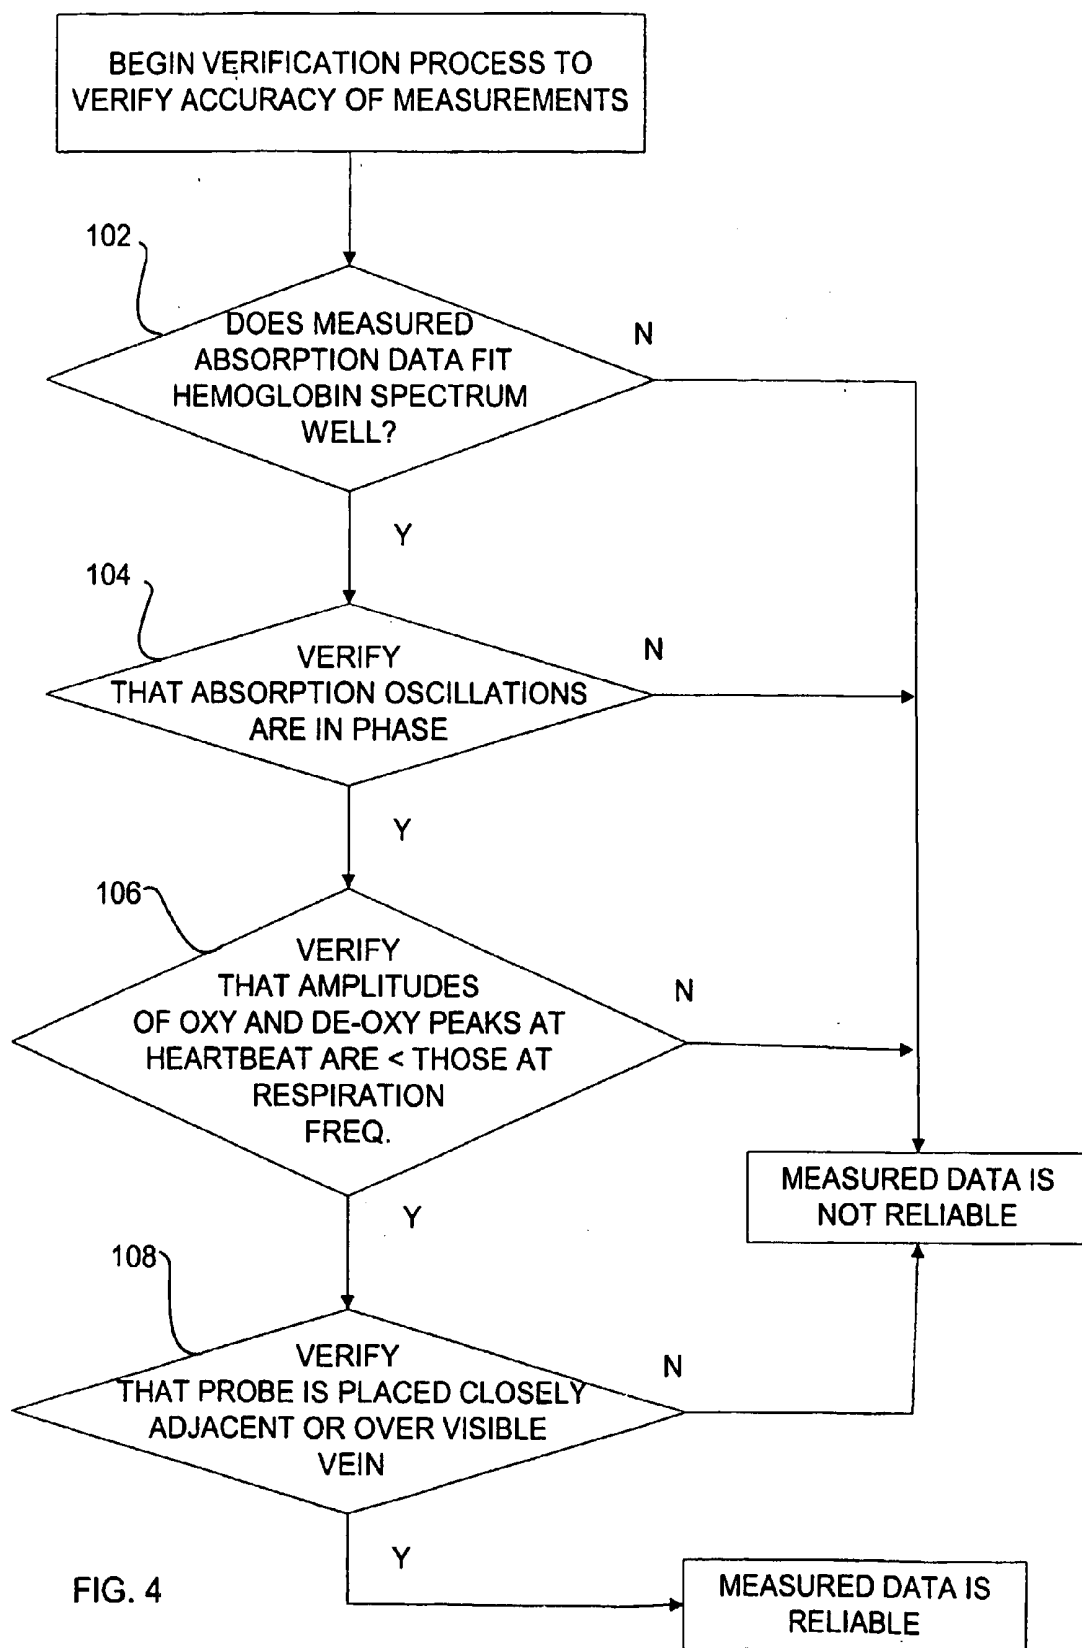 BEGIN VERIFICATION PROCESS TO
VERIFY ACCURACY OF MEASUREMENTS
102
DOES MEASURED
ABSORPTION DATA FIT
HEMOGLOBIN SPECTRUM
WELL?
N
Y
104
VERIFY
THAT ABSORPTION OSCILLATIONS
ARE IN PHASE
N
Y
106
VERIFY
THAT AMPLITUDES
OF OXY AND DE-OXY PEAKS AT
HEARTBEAT ARE < THOSE AT
RESPIRATION
FREQ.
N
Y
MEASURED DATA IS
NOT RELIABLE
108
VERIFY
THAT PROBE IS PLACED CLOSELY
ADJACENT OR OVER VISIBLE
VEIN
N
Y
MEASURED DATA IS
RELIABLE
FIG. 4